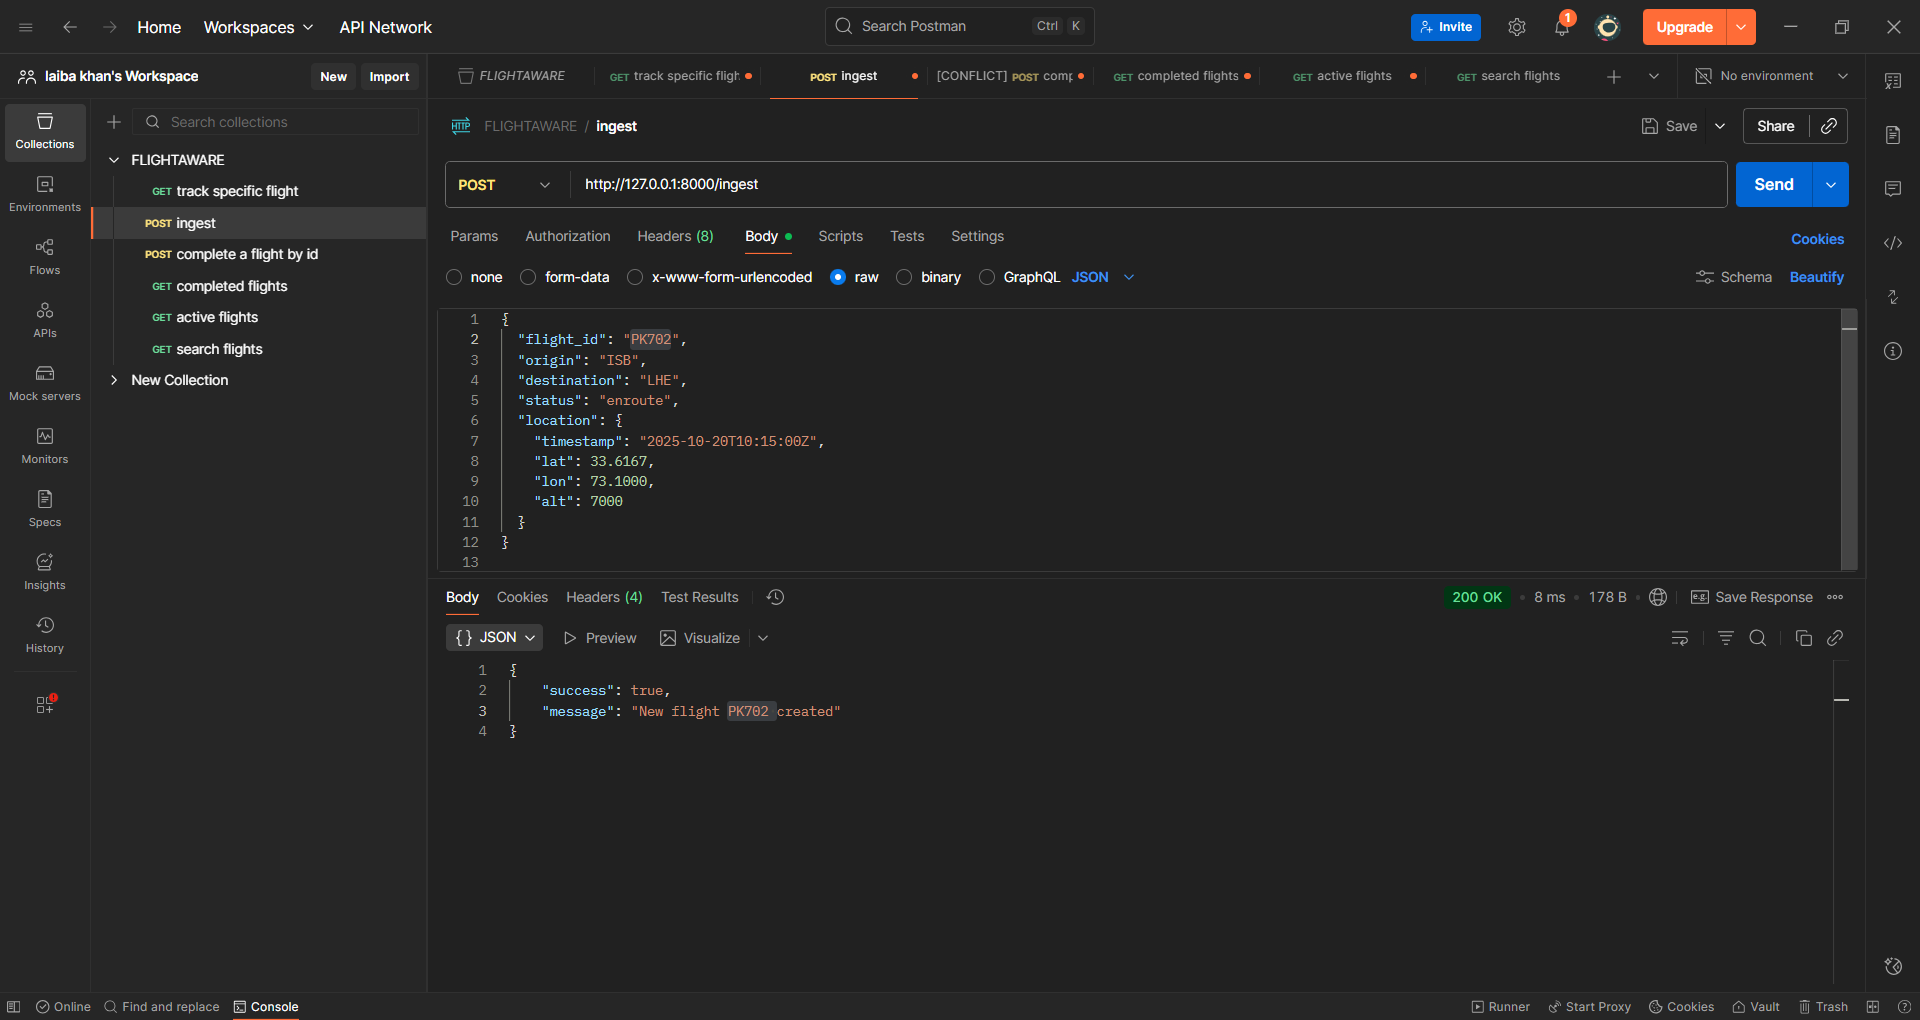 Home Workspaces API Network Search Postman Ctrl K Invite 1 Upgrade
laiba khan's Workspace New Import
FLIGHTAWARE GET track specific fligh POST ingest [CONFLICT] POST comp GET completed flights GET active flights GET search flights No environment
Search collections
Collections
Environments
Flows
APIs
Mock servers
Monitors
Specs
Insights
History
FLIGHTAWARE
GET track specific flight
POST ingest
POST complete a flight by id
GET completed flights
GET active flights
GET search flights
New Collection
HTTP FLIGHTAWARE / ingest Save Share
POST http://127.0.0.1:8000/ingest Send
Params Authorization Headers (8) Body Scripts Tests Settings Cookies
none form-data x-www-form-urlencoded raw binary GraphQL JSON Schema Beautify
1 {
2 "flight_id": "PK702",
3 "origin": "ISB",
4 "destination": "LHE",
5 "status": "enroute",
6 "location": {
7 "timestamp": "2025-10-20T10:15:00Z",
8 "lat": 33.6167,
9 "lon": 73.1000,
10 "alt": 7000
11 }
12 }
13
Body Cookies Headers (4) Test Results 200 OK 8 ms 178 B e.g. Save Response
{} JSON Preview Visualize
1 {
2 "success": true,
3 "message": "New flight PK702 created"
4 }
Online Find and replace Console Runner Start Proxy Cookies Vault Trash